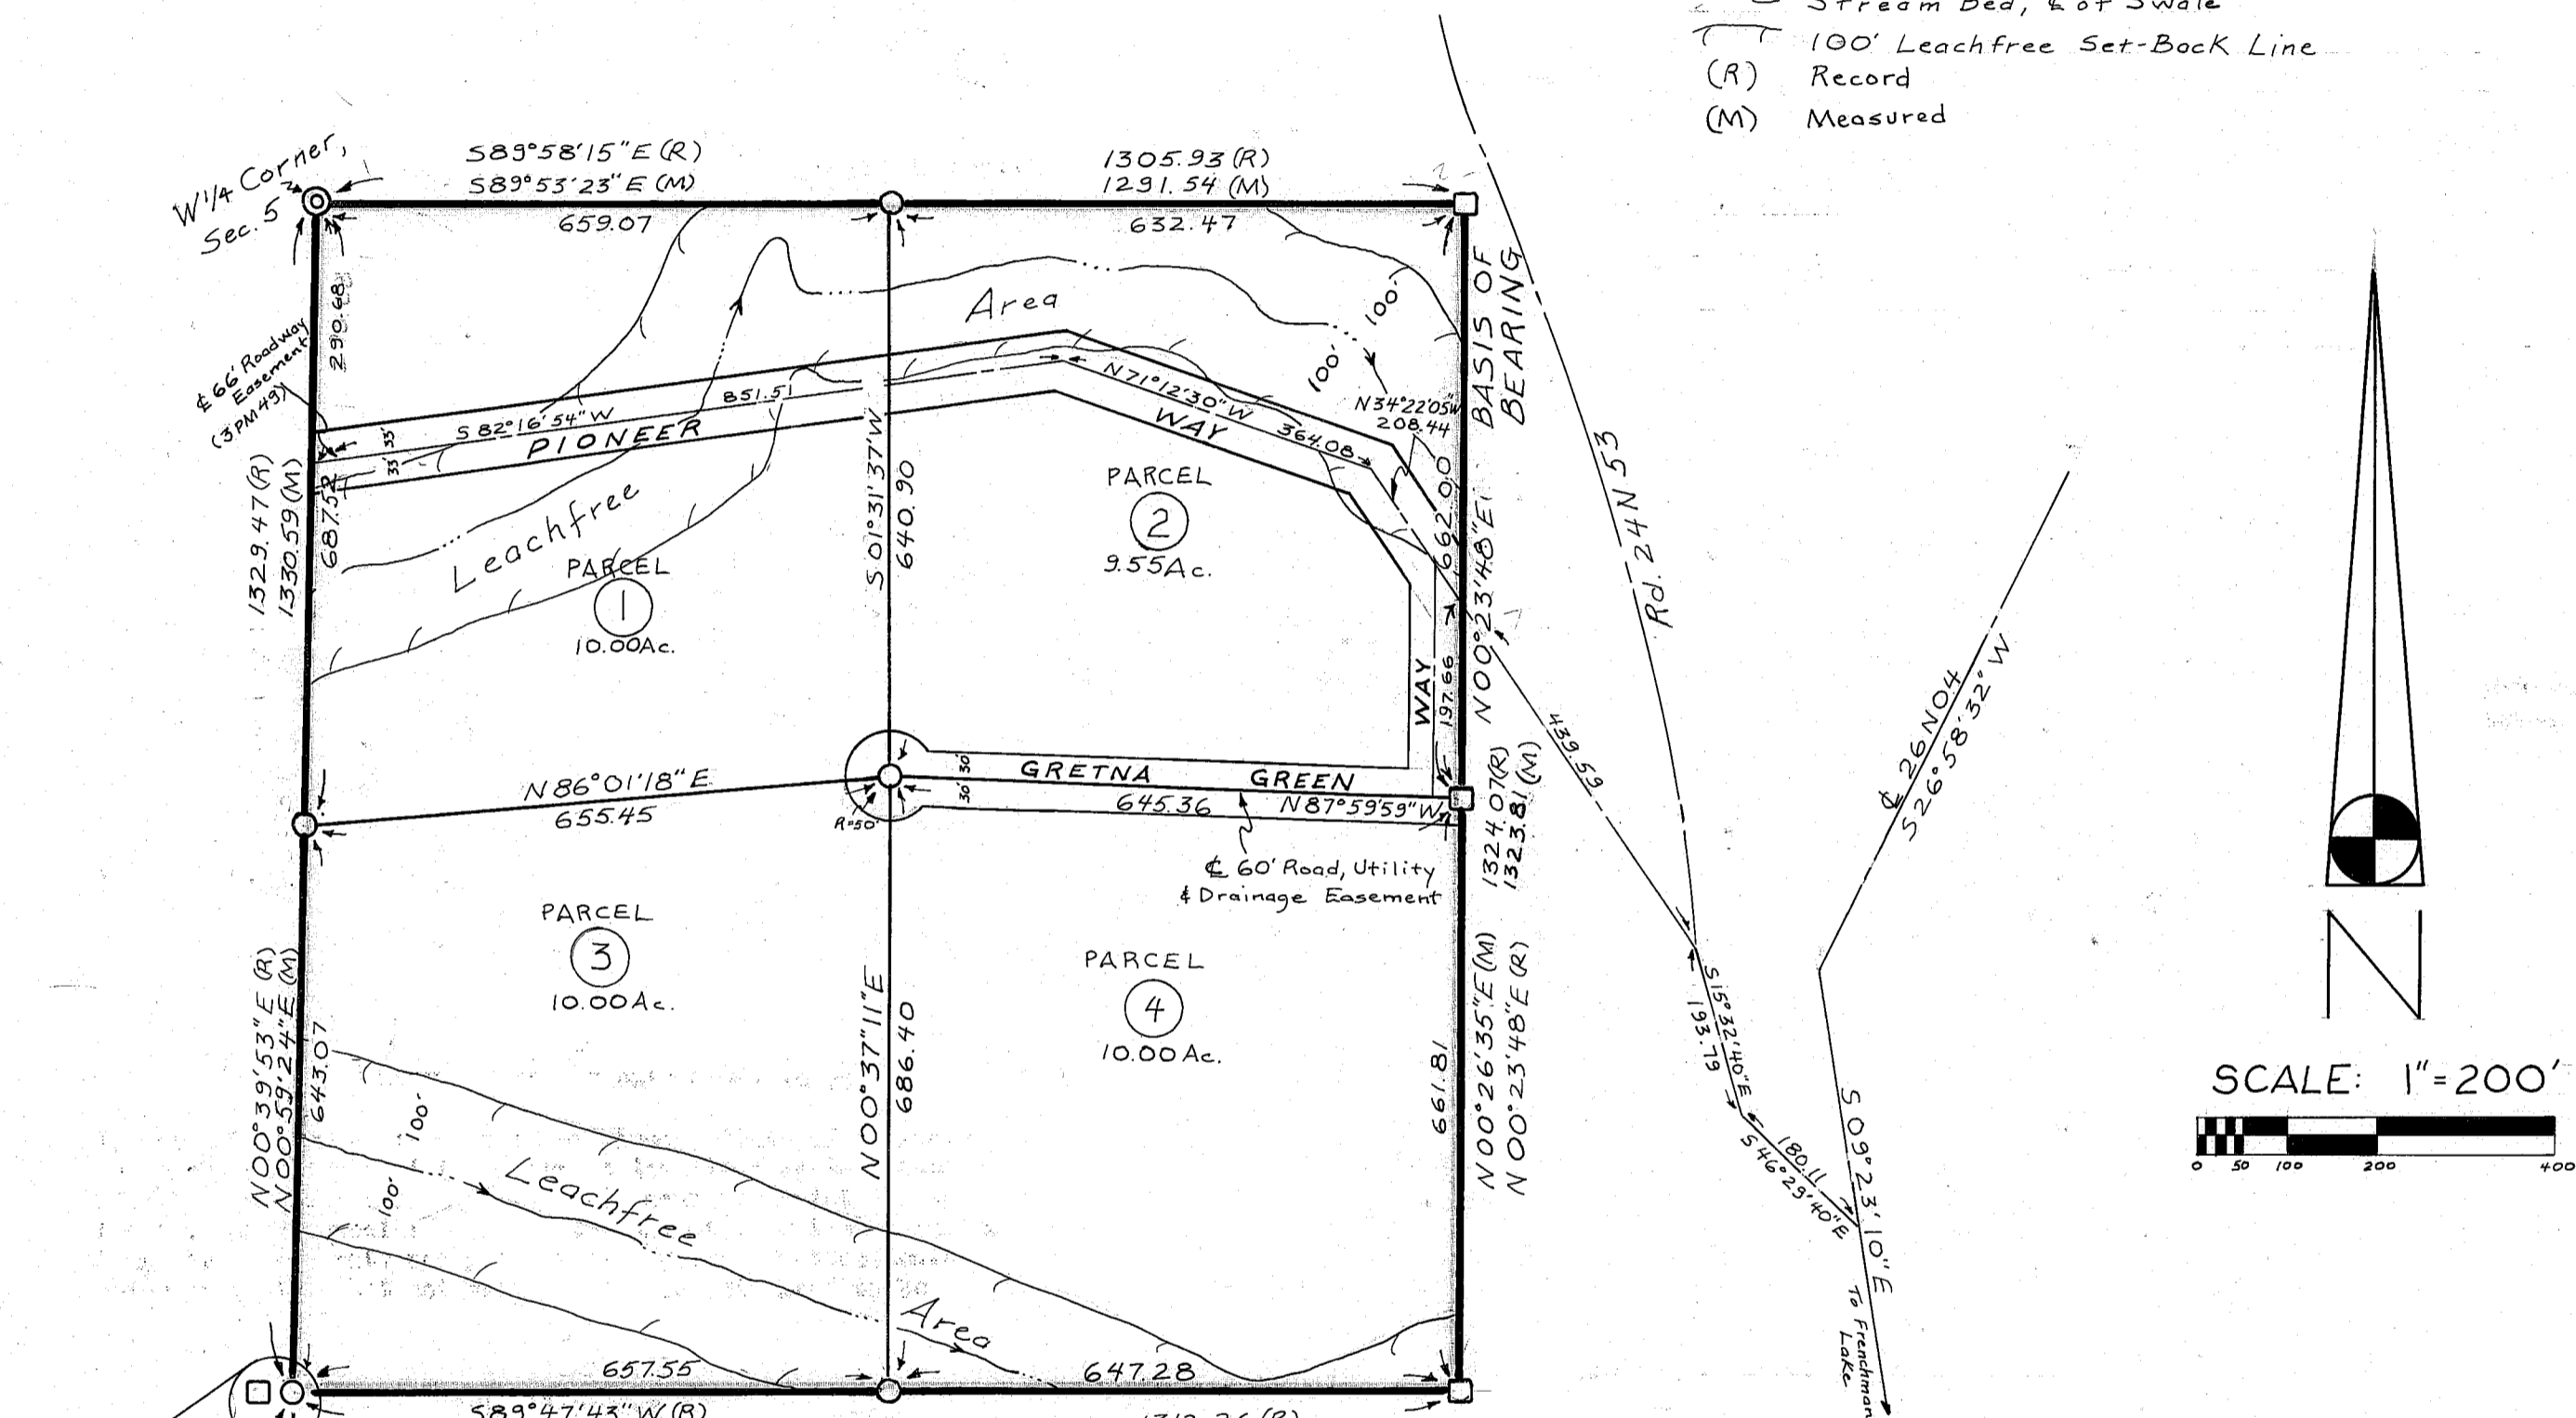 Stream Bed, ℄ of Swale
100' Leachfree Set-Back Line
(R) Record
(M) Measured
W 1/4 Corner,
Sec. 5
S89°58'15"E (R)
S89°53'23"E (M)
659.07
1305.93 (R)
1291.54 (M)
632.47
290.68
℄ 66' Roadway
Easement
(3PM49)
1329.47 (R)
1330.59 (M)
687.52
33'
33'
S 82°16'54" W
851.51
PIONEER
WAY
Area
Leachfree
N71°12'30"W
364.08
N34°22'05"W
208.44
100'
100'
BASIS OF
BEARING
662.00
N00°23'48"E
S 01°31'37"W
640.90
PARCEL
1
10.00Ac.
PARCEL
2
9.55Ac.
WAY
197.66
Rd. 24N53
439.59
℄ 26N04
S26°58'32"W
N86°01'18"E
655.45
R=50'
30'
30'
GRETNA GREEN
645.36
N87°59'59"W
1324.07(R)
1323.81(M)
℄ 60' Road, Utility
& Drainage Easement
PARCEL
3
10.00Ac.
PARCEL
4
10.00Ac.
N00°39'53"E (R)
N00°59'24"E (M)
643.07
N00°37'11"E
686.40
661.81
N00°26'35"E (M)
N00°23'48"E (R)
S15°32'40"E
193.79
180.11
S46°29'40"E
S09°23'10"E
To Frenchman
Lake
100'
100'
Leachfree
Area
657.55
647.28
S89°47'43"W (R)
N
SCALE: 1"=200'
0 50 100 200 400